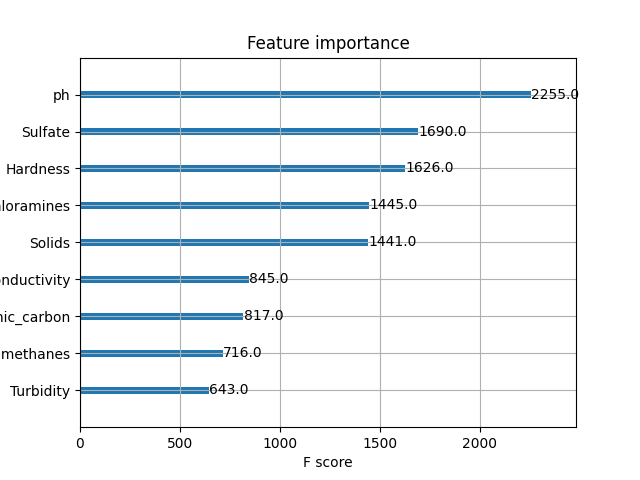 Feature importance
ph 2255.0
Sulfate 1690.0
Hardness 1626.0
loramines 1445.0
Solids 1441.0
onductivity 845.0
nic_carbon 817.0
methanes 716.0
Turbidity 643.0
0 500 1000 1500 2000
F score